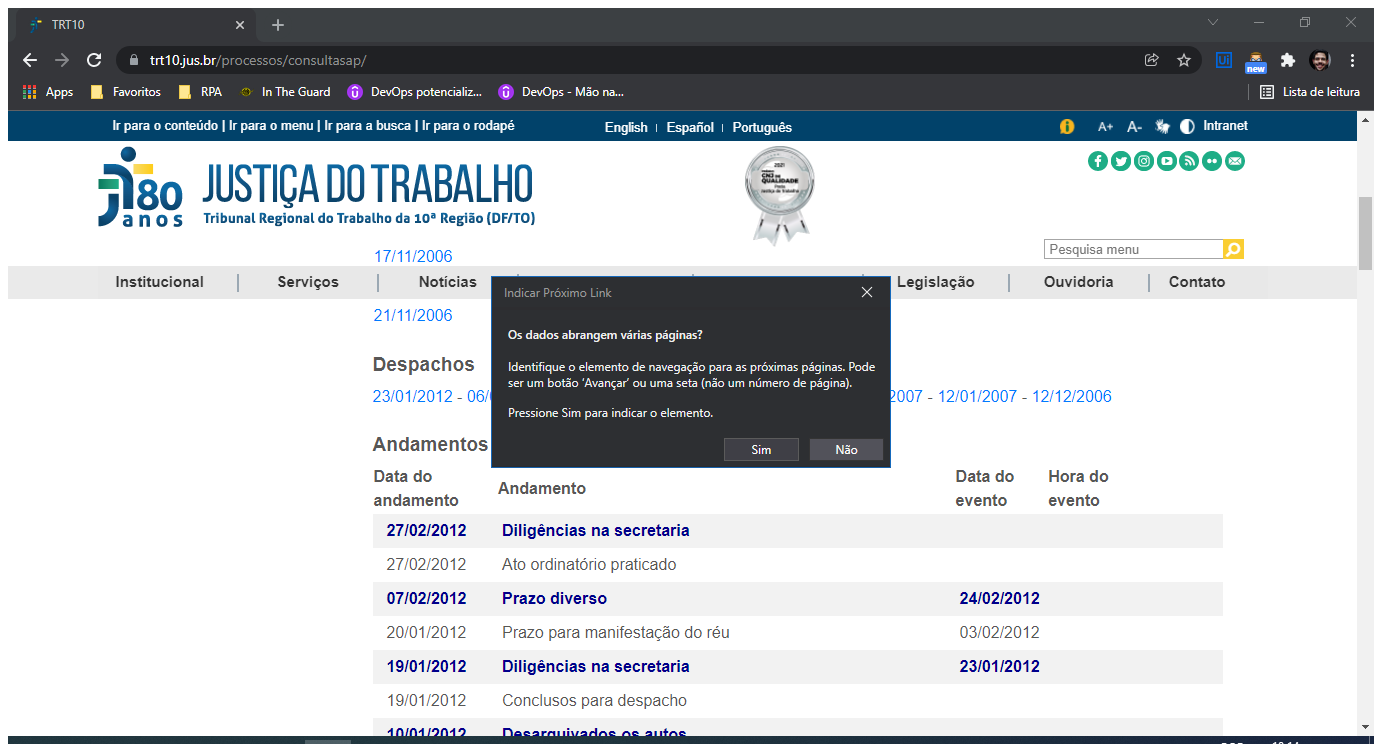 TRT10
trt10.jus.br/processos/consultasap/
new
Apps Favoritos RPA In The Guard DevOps potencializ... DevOps - Mão na... Lista de leitura
Ir para o conteúdo | Ir para o menu | Ir para a busca | Ir para o rodapé English Español Português A+ A- Intranet
80 anos
JUSTIÇA DO TRABALHO
Tribunal Regional do Trabalho da 10ª Região (DF/TO)
2021
CNJ DE
QUALIDADE
17/11/2006
Pesquisa menu
Institucional Serviços Notícias Legislação Ouvidoria Contato
Indicar Próximo Link
Os dados abrangem várias páginas?
Identifique o elemento de navegação para as próximas páginas. Pode
ser um botão 'Avançar' ou uma seta (não um número de página).
Pressione Sim para indicar o elemento.
Sim Não
21/11/2006
Despachos
23/01/2012 - 06/ 2007 - 12/01/2007 - 12/12/2006
Andamentos
Data do andamento Andamento Data do evento Hora do evento
27/02/2012 Diligências na secretaria
27/02/2012 Ato ordinatório praticado
07/02/2012 Prazo diverso 24/02/2012
20/01/2012 Prazo para manifestação do réu 03/02/2012
19/01/2012 Diligências na secretaria 23/01/2012
19/01/2012 Conclusos para despacho
10/01/2012 Desarquivados os autos